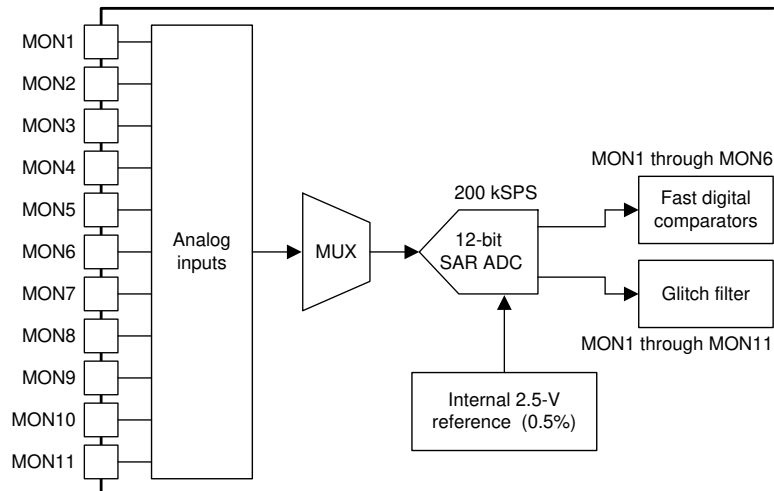 MON1
MON2
MON3
MON4
MON5
MON6
MON7
MON8
MON9
MON10
MON11
Analog
inputs
MUX
200 kSPS
12-bit
SAR ADC
MON1 through MON6
Fast digital
comparators
Glitch filter
MON1 through MON11
Internal 2.5-V
reference (0.5%)